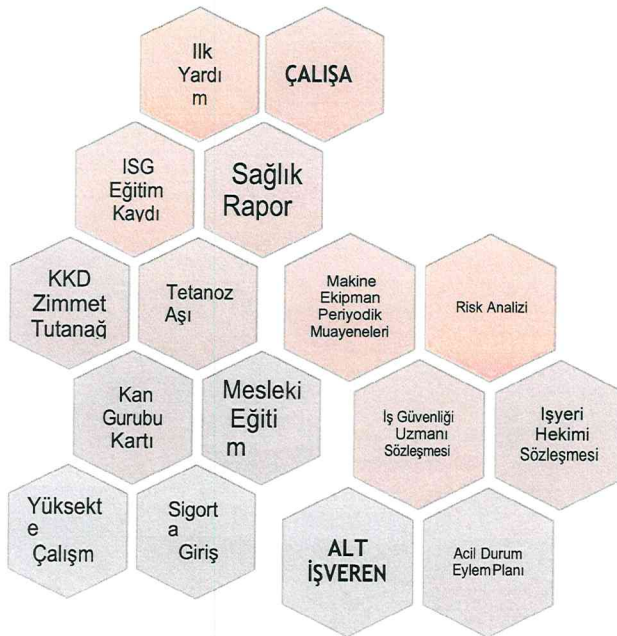 Ilk
Yardı
m
ÇALIŞA
ISG
Eğitim
Kaydı
Sağlık
Rapor
KKD
Zimmet
Tutanağ
Tetanoz
Aşı
Makine
Ekipman
Periyodik
Muayeneleri
Risk Analizi
Kan
Gurubu
Kartı
Mesleki
Eğiti
m
İş Güvenliği
Uzmanı
Sözleşmesi
Işyeri
Hekimi
Sözleşmesi
Yüksekt
e
Çalışm
Sigort
a
Giriş
ALT
İŞVEREN
Acil Durum
EylemPlanı